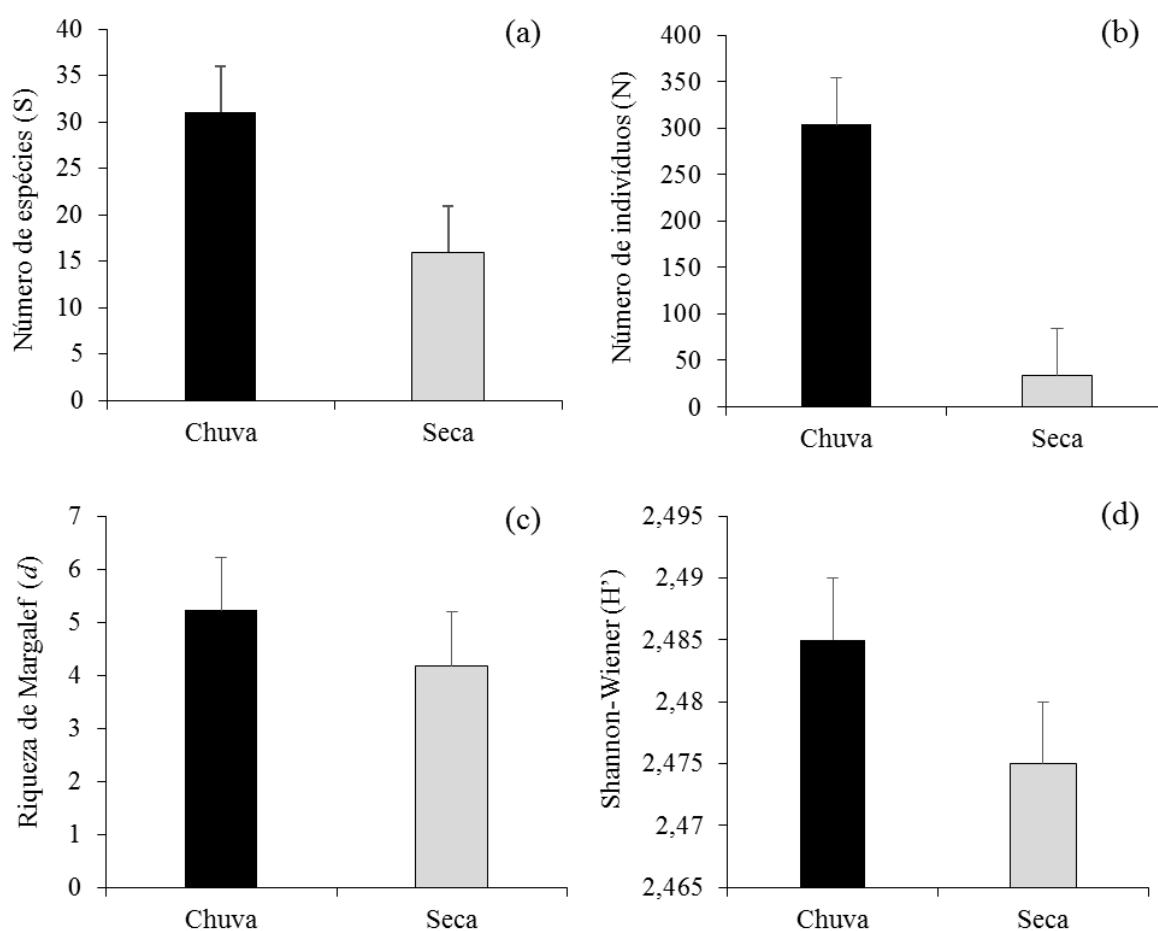 (a)
Número de espécies (S)
40
35
30
25
20
15
10
5
0
Chuva Seca
(b)
Número de indivíduos (N)
400
350
300
250
200
150
100
50
0
Chuva Seca
(c)
Riqueza de Margalef (d)
7
6
5
4
3
2
1
0
Chuva Seca
(d)
Shannon-Wiener (H’)
2,495
2,49
2,485
2,48
2,475
2,47
2,465
Chuva Seca